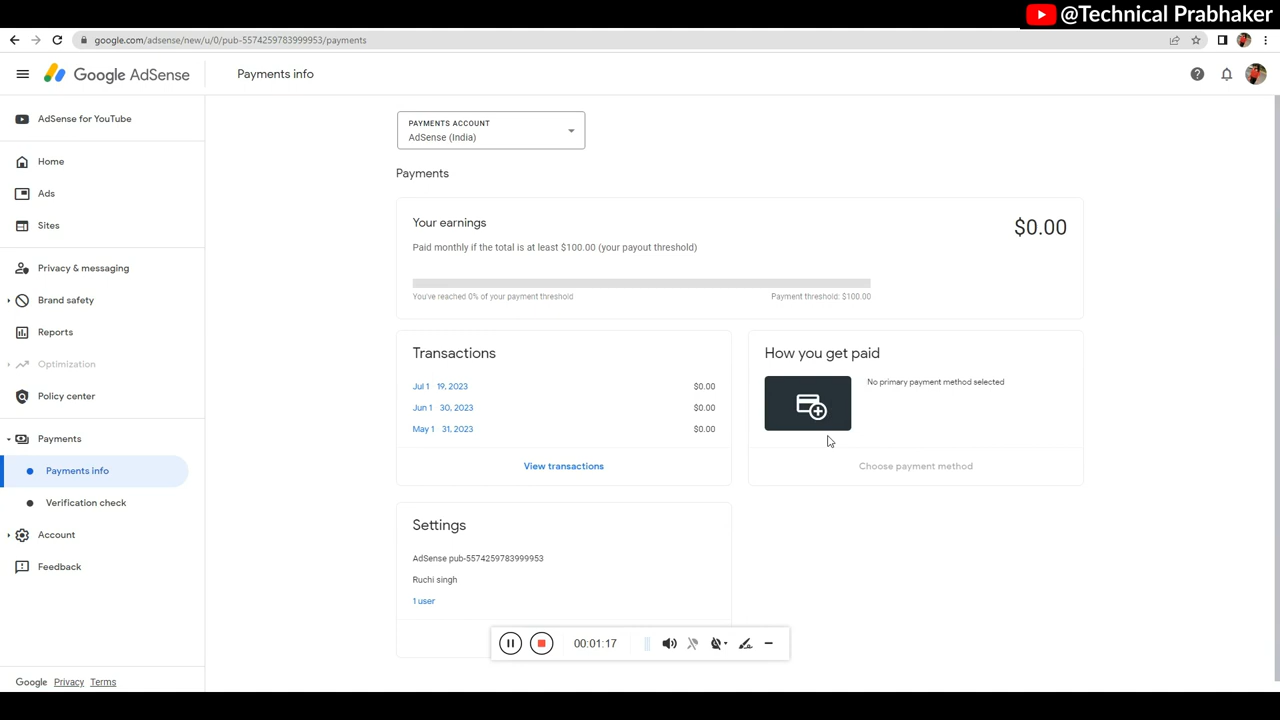 @Technical Prabhaker
google.com/adsense/new/u/0/pub-5574259783999953/payments
Google AdSense
Payments info
AdSense for YouTube
Home
Ads
Sites
Privacy & messaging
Brand safety
Reports
Optimization
Policy center
Payments
Payments info
Verification check
Account
Feedback
Google Privacy Terms
PAYMENTS ACCOUNT
AdSense (India)
Payments
Your earnings
$0.00
Paid monthly if the total is at least $100.00 (your payout threshold)
You've reached 0% of your payment threshold
Payment threshold: $100.00
Transactions
Jul 1 19, 2023 $0.00
Jun 1 30, 2023 $0.00
May 1 31, 2023 $0.00
View transactions
How you get paid
No primary payment method selected
Choose payment method
Settings
AdSense pub-5574259783999953
Ruchi singh
1 user
00:01:17